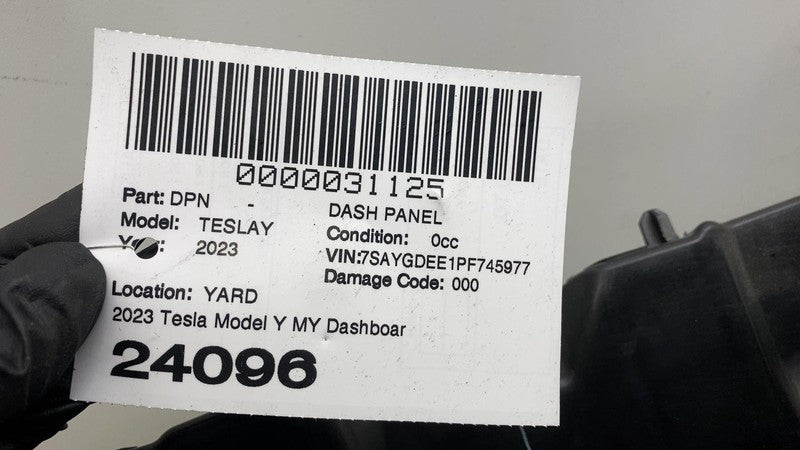 0000031125
Part: DPN - DASH PANEL
Model: TESLAY Condition: 0cc
2023 VIN:7SAYGDEE1PF745977
Damage Code: 000
Location: YARD
2023 Tesla Model Y MY Dashboar
24096